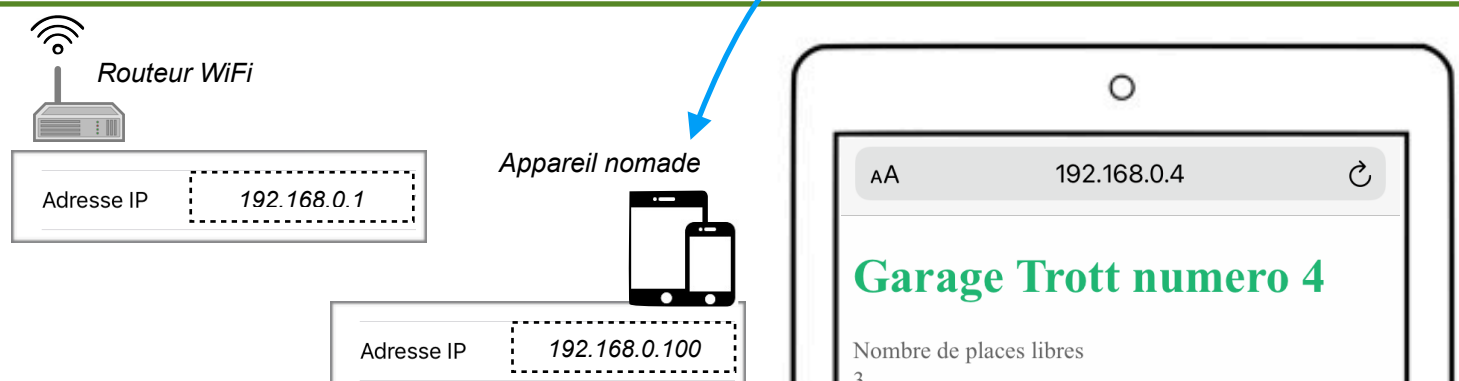 Routeur WiFi
Adresse IP 192.168.0.1
Appareil nomade
Adresse IP 192.168.0.100
AA 192.168.0.4
Garage Trott numero 4
Nombre de places libres
3